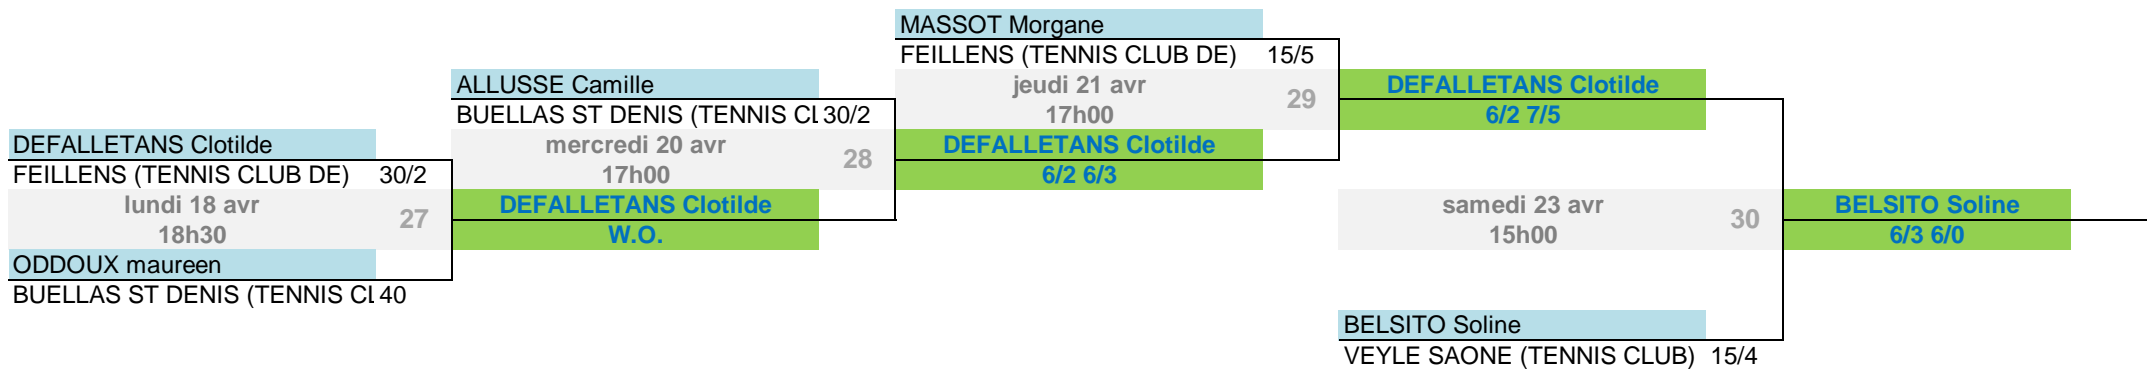 MASSOT Morgane
FEILLENS (TENNIS CLUB DE) 15/5
ALLUSSE Camille
jeudi 21 avr
17h00
29
DEFALLETANS Clotilde
6/2 7/5
BUELLAS ST DENIS (TENNIS CL 30/2
DEFALLETANS Clotilde
mercredi 20 avr
17h00
28
DEFALLETANS Clotilde
6/2 6/3
FEILLENS (TENNIS CLUB DE) 30/2
lundi 18 avr
18h30
27
DEFALLETANS Clotilde
W.O.
samedi 23 avr
15h00
30
BELSITO Soline
6/3 6/0
ODDOUX maureen
BUELLAS ST DENIS (TENNIS CL 40
BELSITO Soline
VEYLE SAONE (TENNIS CLUB) 15/4